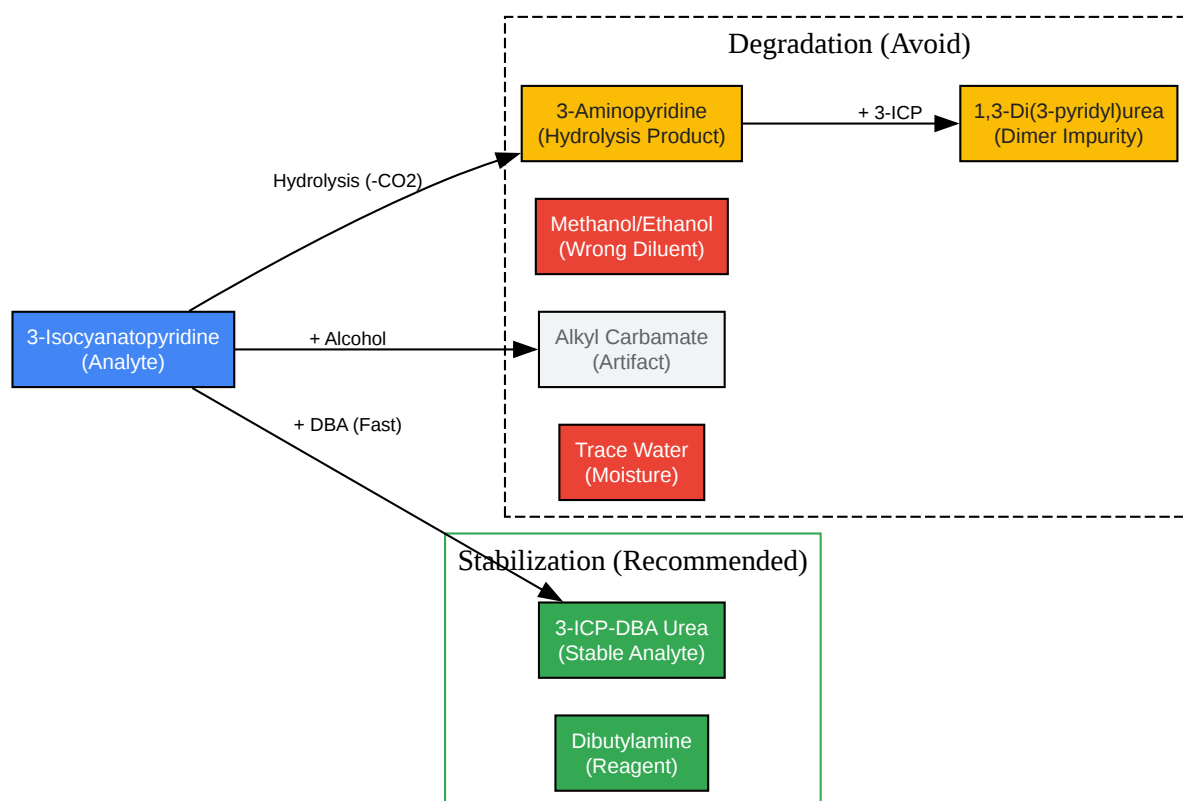 Degradation (Avoid)
3-Aminopyridine
(Hydrolysis Product)
+ 3-ICP
1,3-Di(3-pyridyl)urea
(Dimer Impurity)
Hydrolysis (-CO2)
Methanol/Ethanol
(Wrong Diluent)
3-Isocyanatopyridine
(Analyte)
+ Alcohol
Alkyl Carbamate
(Artifact)
+ DBA (Fast)
Trace Water
(Moisture)
Stabilization (Recommended)
3-ICP-DBA Urea
(Stable Analyte)
Dibutylamine
(Reagent)